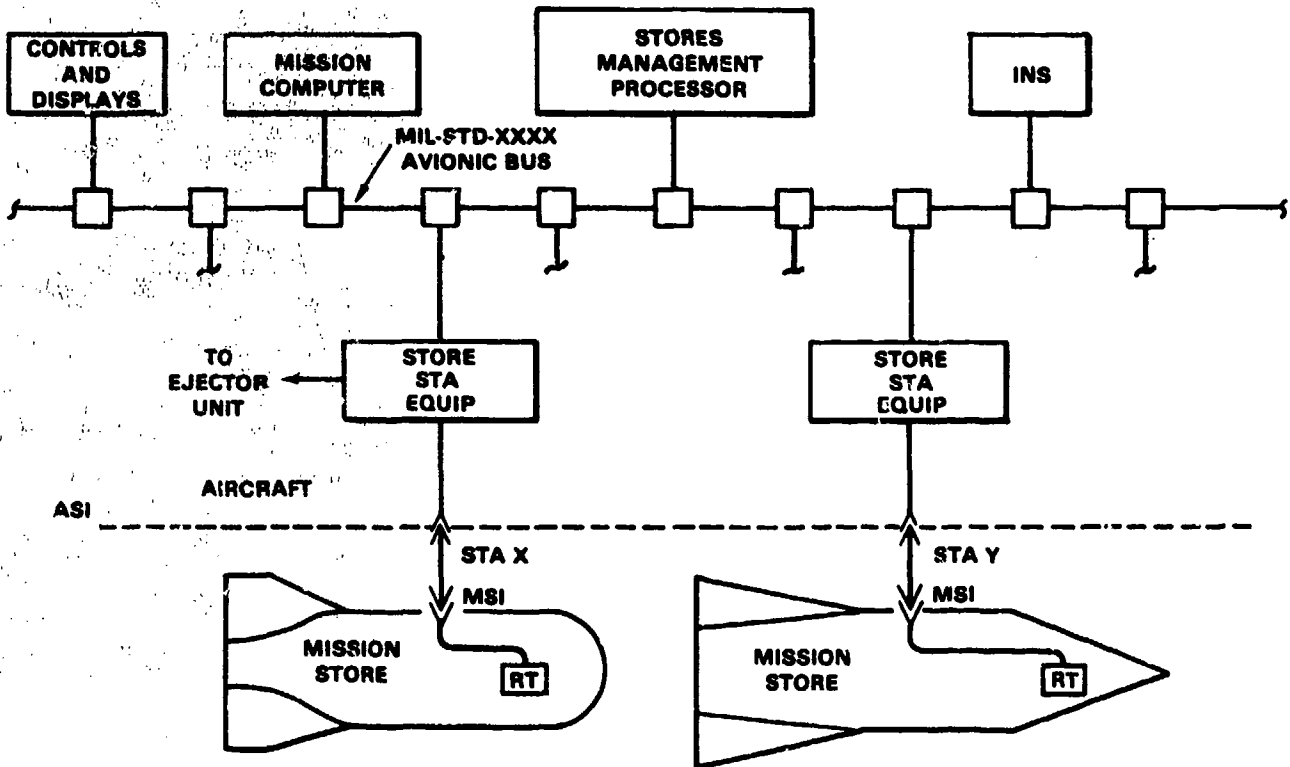 CONTROLS
AND
DISPLAYS
MISSION
COMPUTER
STORES
MANAGEMENT
PROCESSOR
INS
MIL-STD-XXXX
AVIONIC BUS
TO
EJECTOR
UNIT
STORE
STA
EQUIP
STORE
STA
EQUIP
AIRCRAFT
ASI
STA X
STA Y
MSI
MSI
MISSION
STORE
RT
MISSION
STORE
RT